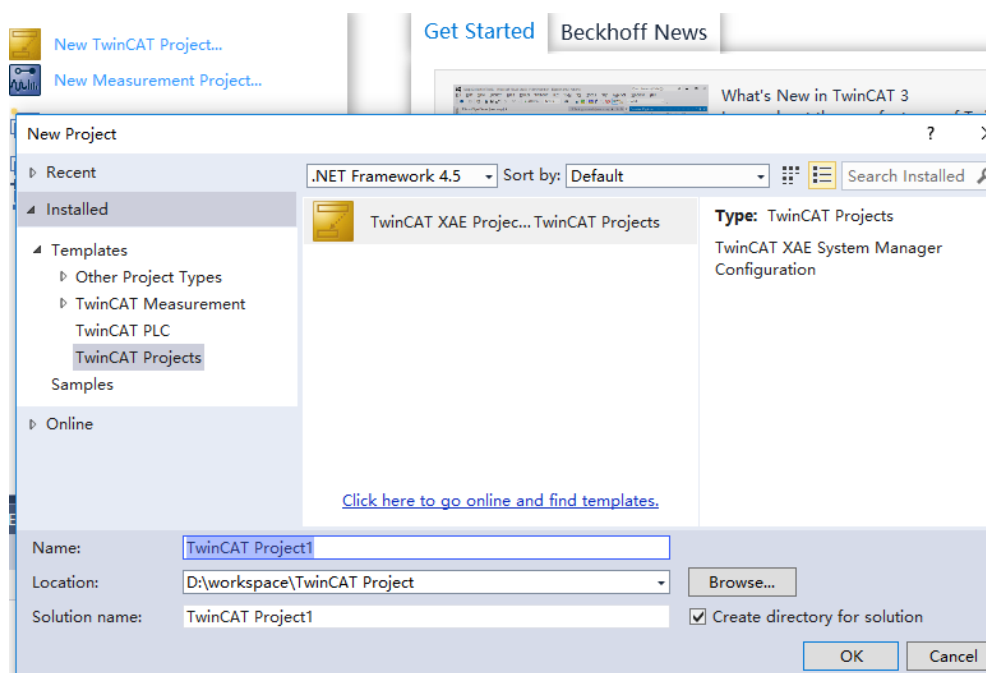 New TwinCAT Project...
New Measurement Project...
Get Started
Beckhoff News
What's New in TwinCAT 3
New Project
?
Recent
.NET Framework 4.5
Sort by:
Default
Search Installed
Installed
TwinCAT XAE Projec... TwinCAT Projects
Type: TwinCAT Projects
TwinCAT XAE System Manager
Configuration
Templates
Other Project Types
TwinCAT Measurement
TwinCAT PLC
TwinCAT Projects
Samples
Online
Click here to go online and find templates.
Name:
TwinCAT Project1
Location:
D:\workspace\TwinCAT Project
Browse...
Solution name:
TwinCAT Project1
Create directory for solution
OK
Cancel